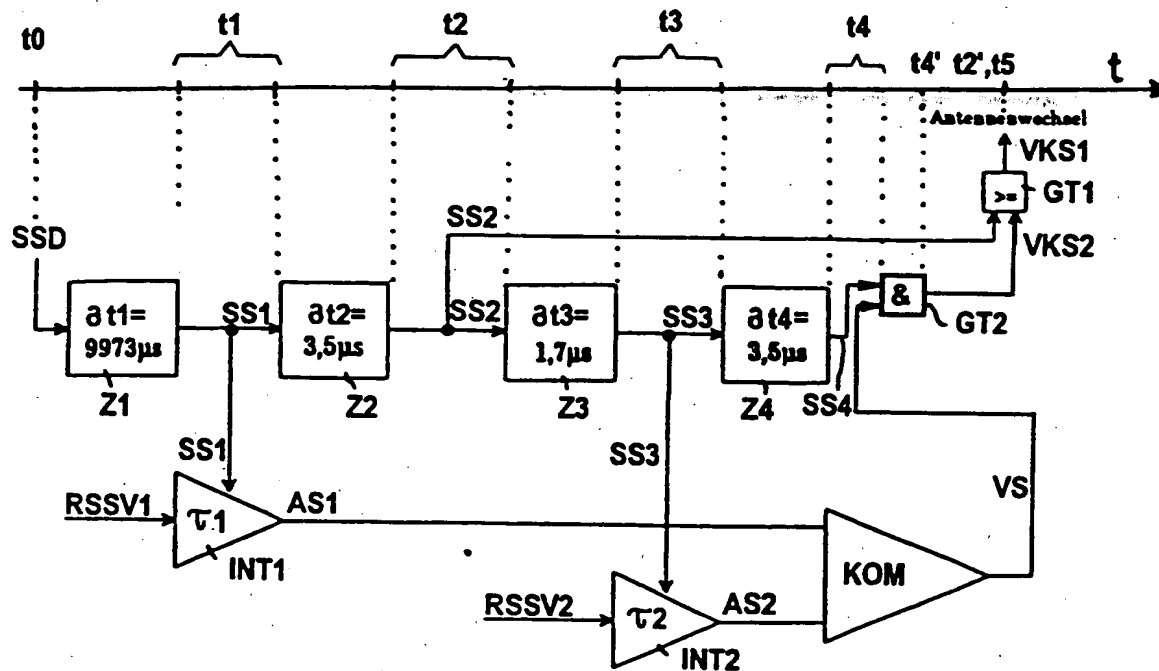 t0 t1 t2 t3 t4 t4' t2',t5 t
Antennenwechsel
VKS1
>= GT1
SS2
VKS2
SSD
∂t1= 9973µs
SS1
∂t2= 3,5µs
SS2
∂t3= 1,7µs
SS3
∂t4= 3,5µs
&
GT2
Z1 Z2 Z3 Z4 SS4
SS1 SS3 VS
RSSV1 τ1 AS1
INT1
KOM
RSSV2 τ2 AS2
INT2